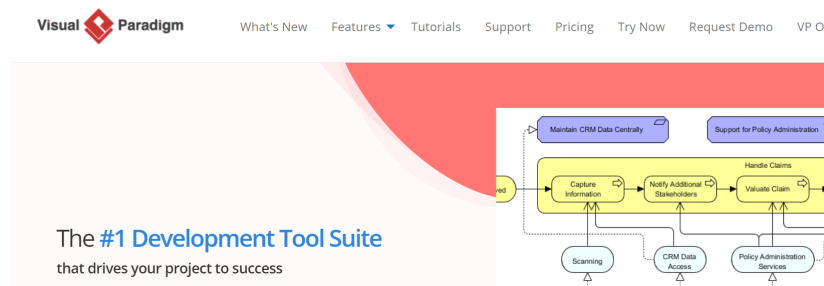 Visual Paradigm
What's New Features Tutorials Support Pricing Try Now Request Demo VP O
Maintain CRM Data Centrally
Support for Policy Administration
Handle Claims
ved
Capture
Information
Notify Additional
Stakeholders
Valuate Claim
The #1 Development Tool Suite
that drives your project to success
Scanning
CRM Data
Access
Policy Administration
Services